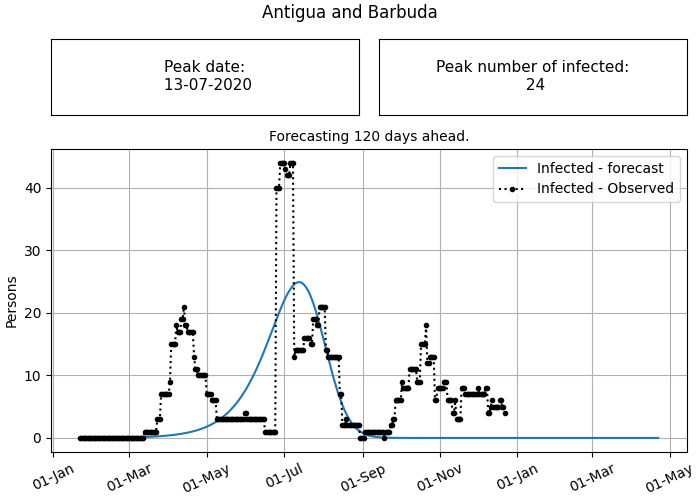 Antigua and Barbuda
Peak date:
13-07-2020
Peak number of infected:
24
Forecasting 120 days ahead.
Infected - forecast
Infected - Observed
Persons
40
30
20
10
0
01-Jan
01-Mar
01-May
01-Jul
01-Sep
01-Nov
01-Jan
01-Mar
01-May